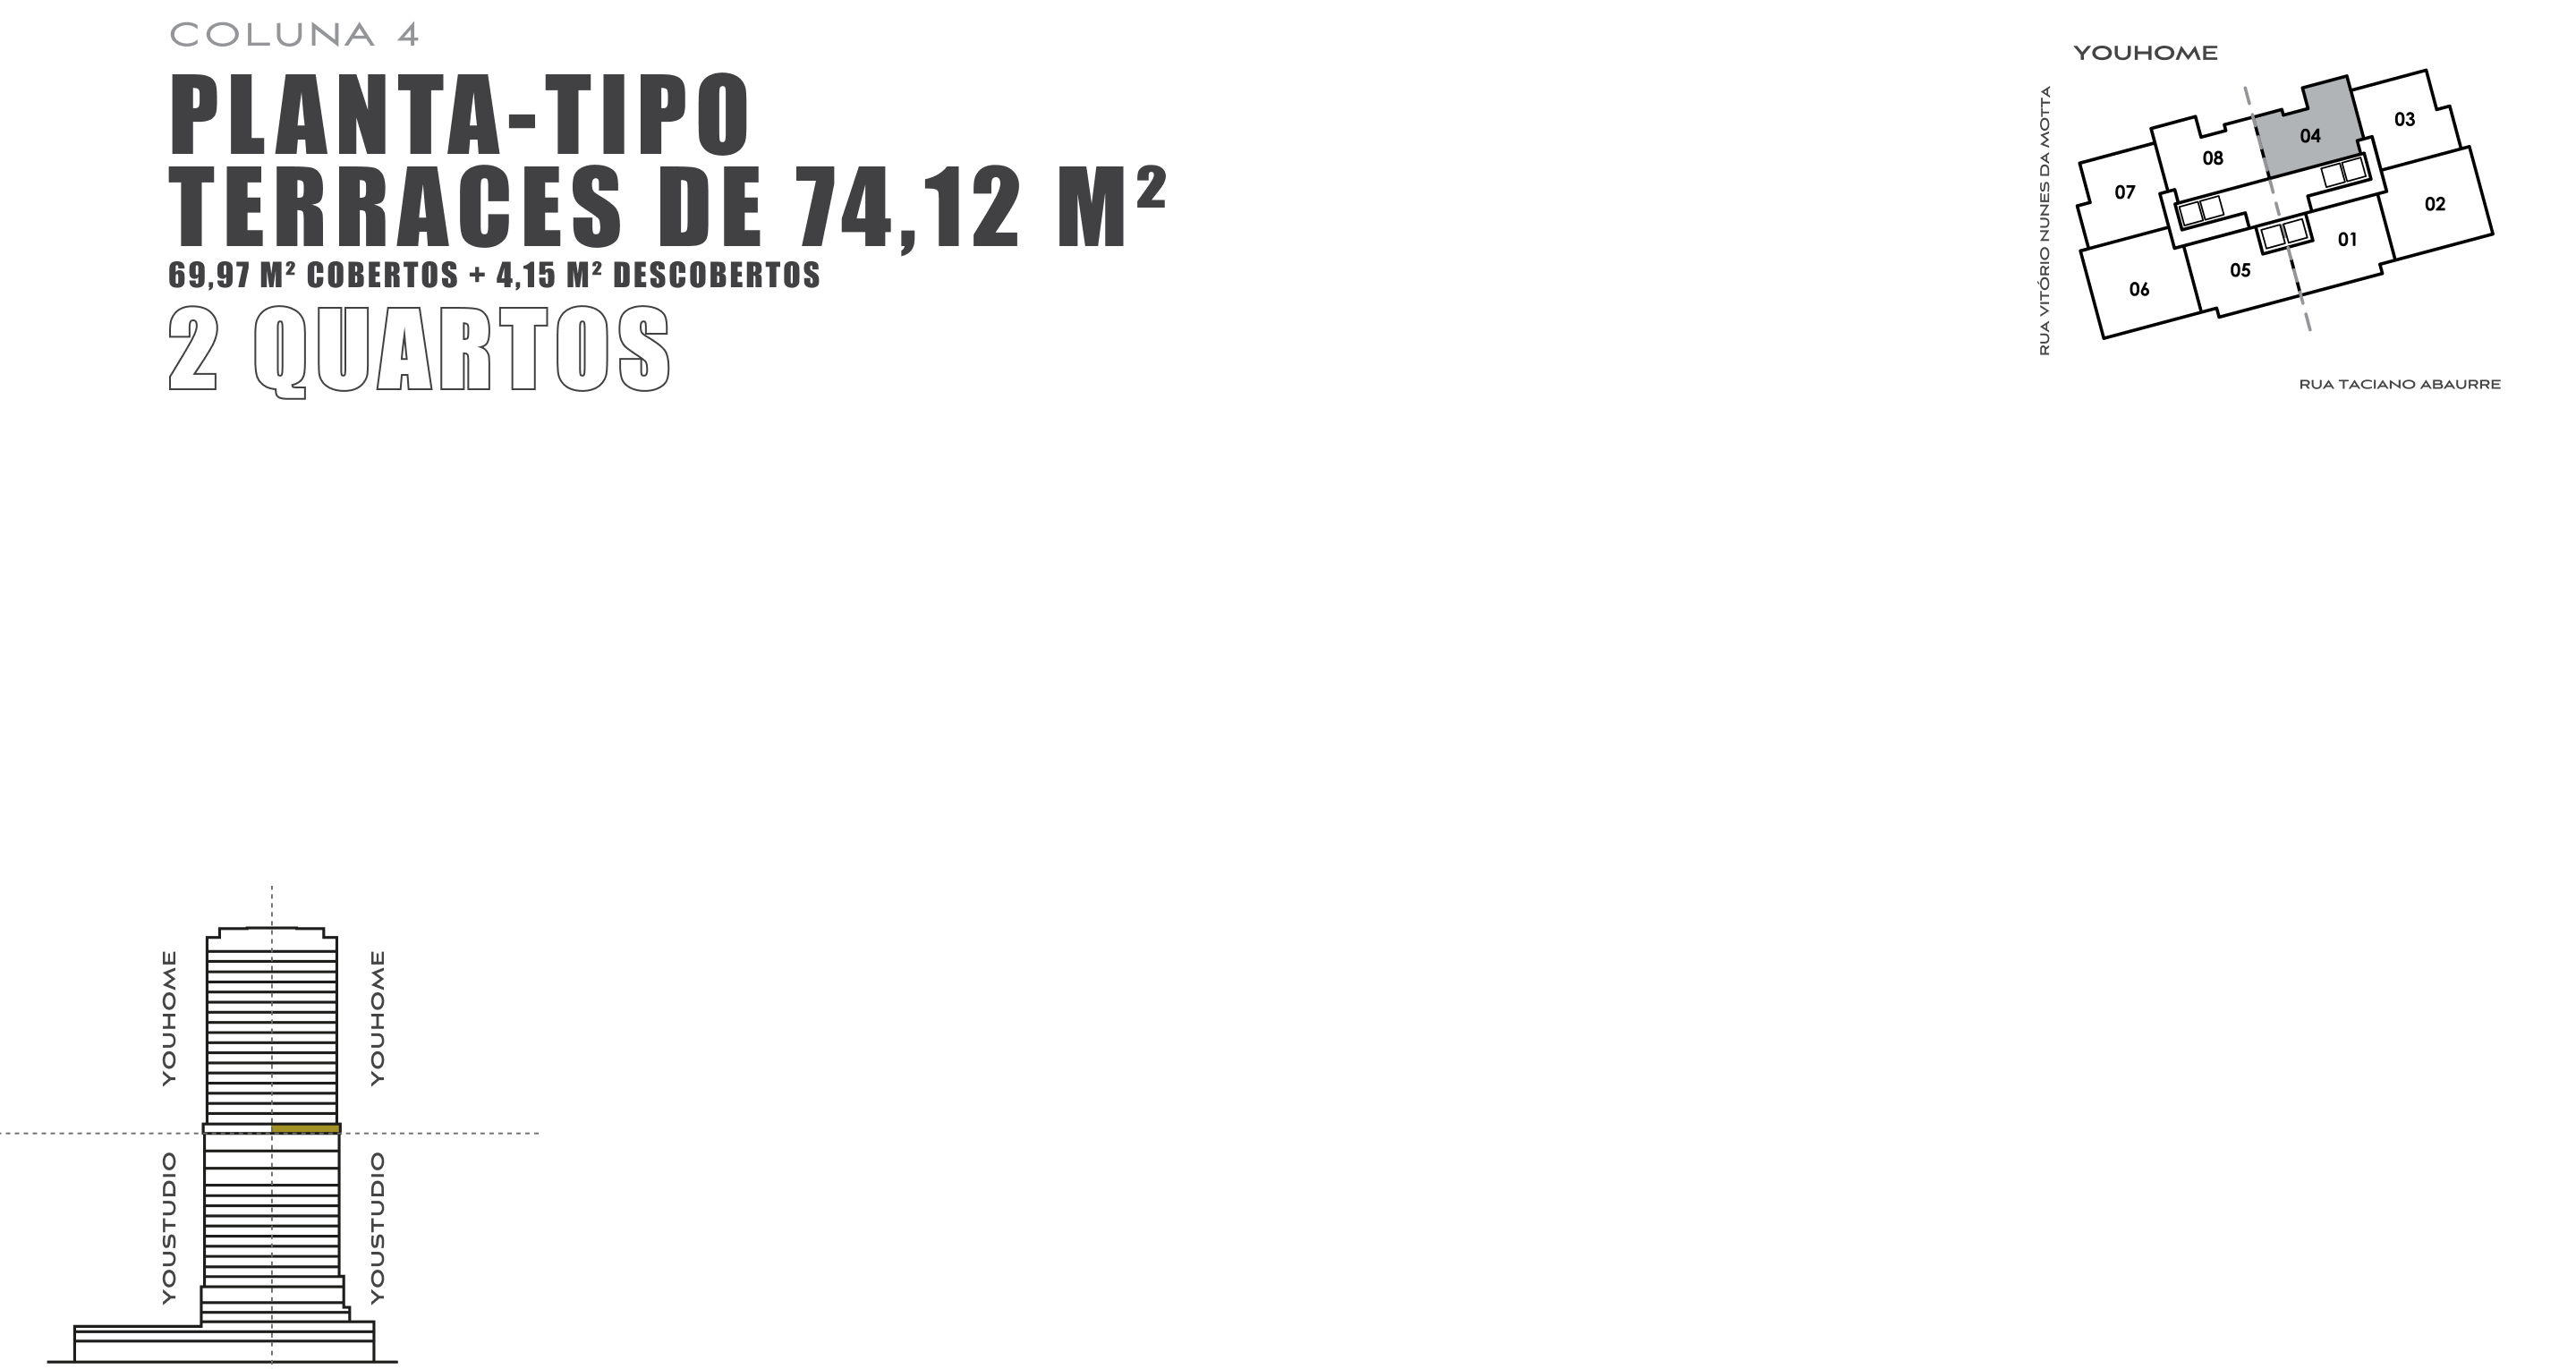 COLUNA 4
PLANTA-TIPO
TERRACES DE 74,12 M²
69,97 M² COBERTOS + 4,15 M² DESCOBERTOS
2 QUARTOS
YOUHOME
RUA VITÓRIO NUNES DA MOTTA
03
04
08
07
02
01
05
06
RUA TACIANO ABAURRE
YOUHOME
YOUHOME
YOUSTUDIO
YOUSTUDIO